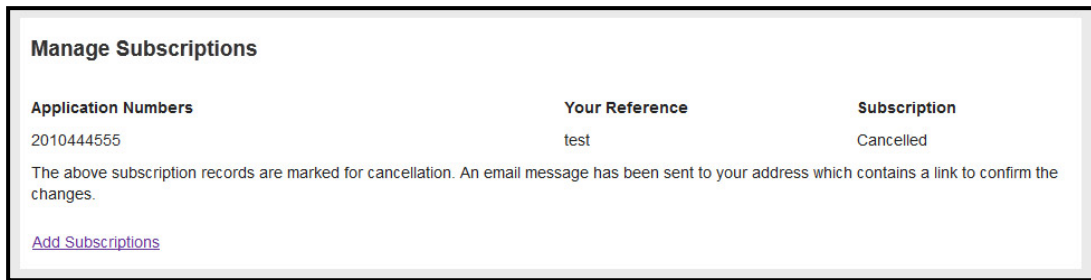 Manage Subscriptions
Application Numbers Your Reference Subscription
2010444555 test Cancelled
The above subscription records are marked for cancellation. An email message has been sent to your address which contains a link to confirm the
changes.
Add Subscriptions